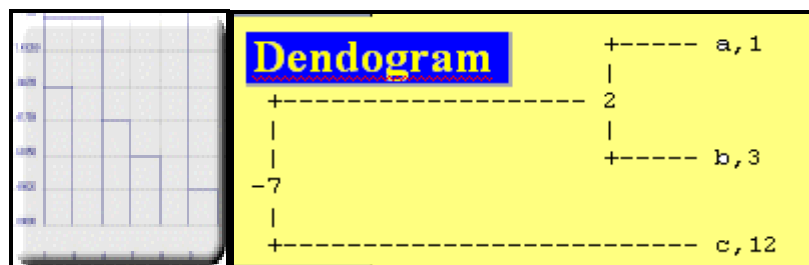 Dendogram
+----- a,1
|
+------------------- 2
| |
| +----- b,3
-7
|
+--------------------------- c,12